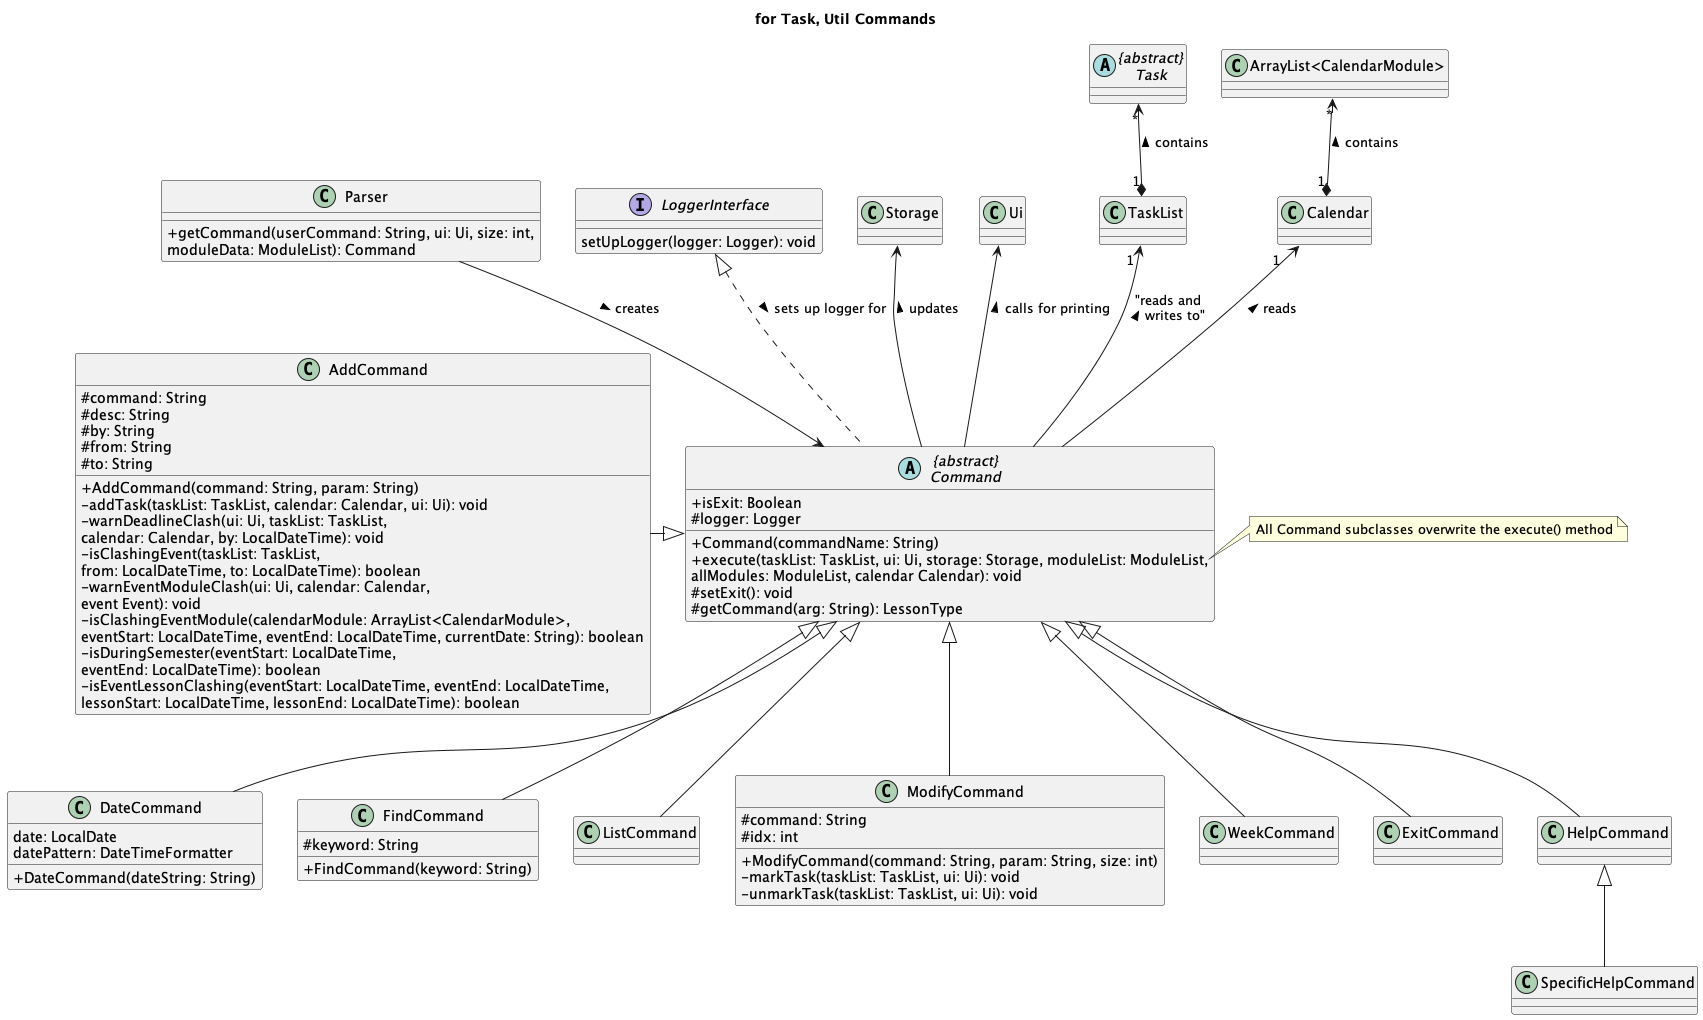 for Task, Util Commands
A
{abstract}
Task
C
ArrayList<CalendarModule>
*
*
contains
contains
1
1
C
Parser
+getCommand(userCommand: String, ui: Ui, size: int,
moduleData: ModuleList): Command
I
LoggerInterface
setUpLogger(logger: Logger): void
C
Storage
C
Ui
C
TaskList
C
Calendar
1
1
creates
sets up logger for
updates
calls for printing
"reads and
writes to"
reads
C
AddCommand
#command: String
#desc: String
#by: String
#from: String
#to: String
+AddCommand(command: String, param: String)
-addTask(taskList: TaskList, calendar: Calendar, ui: Ui): void
-warnDeadlineClash(ui: Ui, taskList: TaskList,
calendar: Calendar, by: LocalDateTime): void
-isClashingEvent(taskList: TaskList,
from: LocalDateTime, to: LocalDateTime): boolean
-warnEventModuleClash(ui: Ui, calendar: Calendar,
event Event): void
-isClashingEventModule(calendarModule: ArrayList<CalendarModule>,
eventStart: LocalDateTime, eventEnd: LocalDateTime, currentDate: String): boolean
-isDuringSemester(eventStart: LocalDateTime,
eventEnd: LocalDateTime): boolean
-isEventLessonClashing(eventStart: LocalDateTime, eventEnd: LocalDateTime,
lessonStart: LocalDateTime, lessonEnd: LocalDateTime): boolean
A
{abstract}
Command
+isExit: Boolean
#logger: Logger
+Command(commandName: String)
+execute(taskList: TaskList, ui: Ui, storage: Storage, moduleList: ModuleList,
allModules: ModuleList, calendar Calendar): void
#setExit(): void
#getCommand(arg: String): LessonType
All Command subclasses overwrite the execute() method
C
DateCommand
date: LocalDate
datePattern: DateTimeFormatter
+DateCommand(dateString: String)
C
FindCommand
#keyword: String
+FindCommand(keyword: String)
C
ListCommand
C
ModifyCommand
#command: String
#idx: int
+ModifyCommand(command: String, param: String, size: int)
-markTask(taskList: TaskList, ui: Ui): void
-unmarkTask(taskList: TaskList, ui: Ui): void
C
WeekCommand
C
ExitCommand
C
HelpCommand
C
SpecificHelpCommand